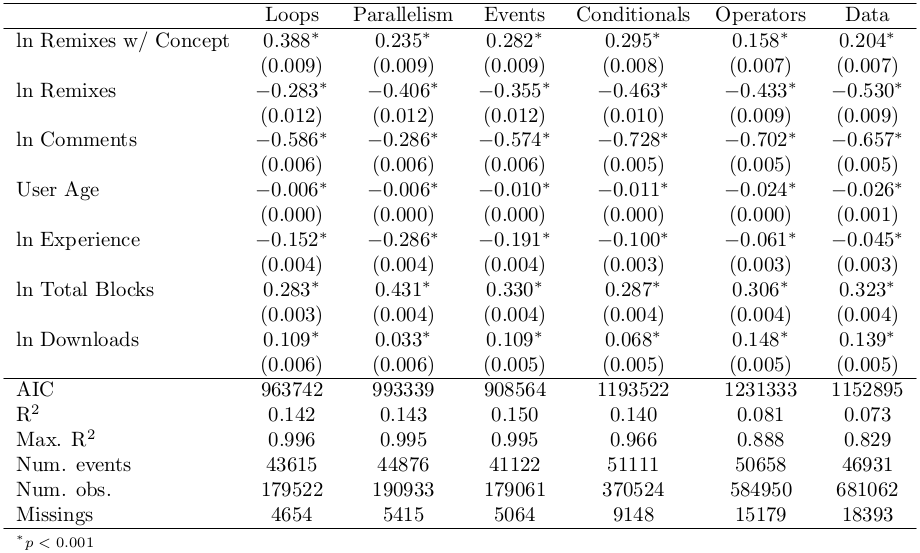 Loops Parallelism Events Conditionals Operators Data
ln Remixes w/ Concept 0.388* 0.235* 0.282* 0.295* 0.158* 0.204*
(0.009) (0.009) (0.009) (0.008) (0.007) (0.007)
ln Remixes −0.283* −0.406* −0.355* −0.463* −0.433* −0.530*
(0.012) (0.012) (0.012) (0.010) (0.009) (0.009)
ln Comments −0.586* −0.286* −0.574* −0.728* −0.702* −0.657*
(0.006) (0.006) (0.006) (0.005) (0.005) (0.005)
User Age −0.006* −0.006* −0.010* −0.011* −0.024* −0.026*
(0.000) (0.000) (0.000) (0.000) (0.000) (0.001)
ln Experience −0.152* −0.286* −0.191* −0.100* −0.061* −0.045*
(0.004) (0.004) (0.004) (0.003) (0.003) (0.003)
ln Total Blocks 0.283* 0.431* 0.330* 0.287* 0.306* 0.323*
(0.003) (0.004) (0.004) (0.004) (0.004) (0.004)
ln Downloads 0.109* 0.033* 0.109* 0.068* 0.148* 0.139*
(0.006) (0.006) (0.005) (0.005) (0.005) (0.005)
AIC 963742 993339 908564 1193522 1231333 1152895
R² 0.142 0.143 0.150 0.140 0.081 0.073
Max. R² 0.996 0.995 0.995 0.966 0.888 0.829
Num. events 43615 44876 41122 51111 50658 46931
Num. obs. 179522 190933 179061 370524 584950 681062
Missings 4654 5415 5064 9148 15179 18393
*p < 0.001